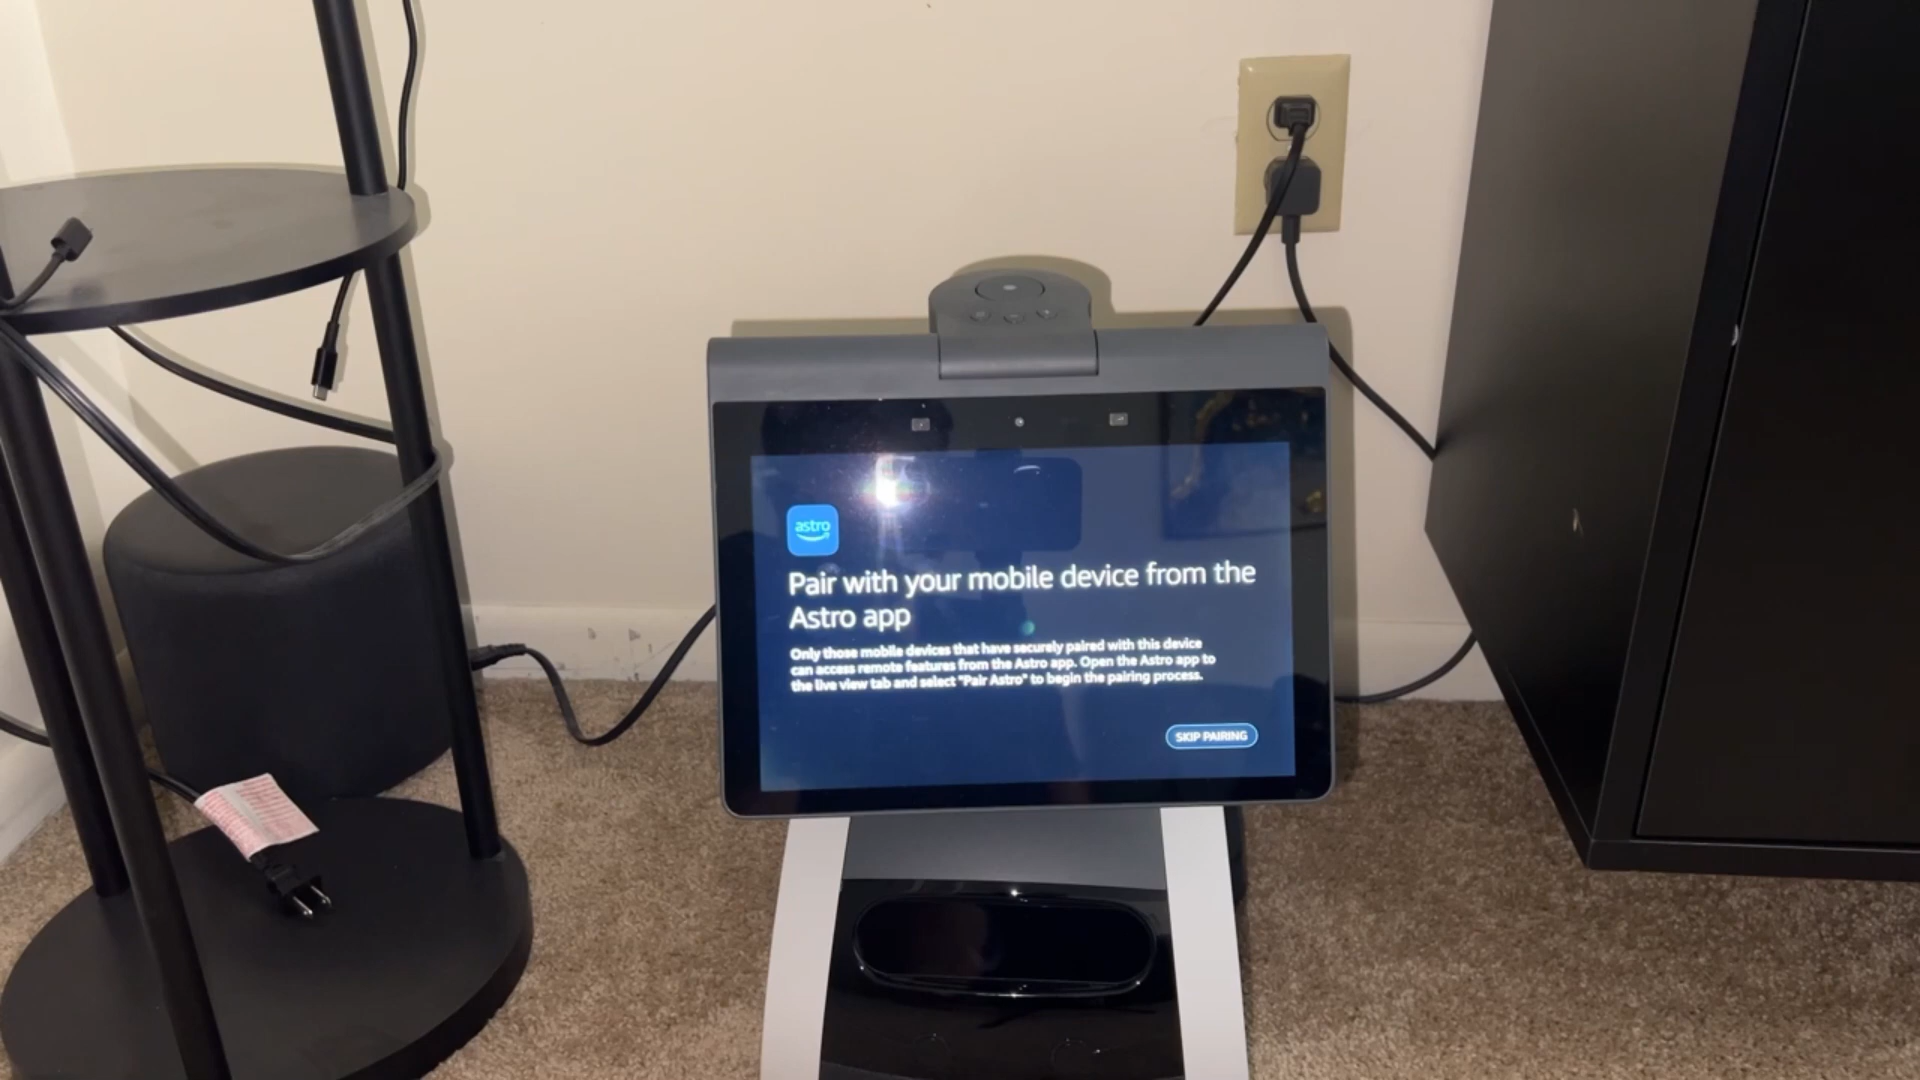 astro
Pair with your mobile device from the
Astro app
Only those mobile devices that have securely paired with this device
can access remote features from the Astro app. Open the Astro app to
the live view tab and select "Pair Astro" to begin the pairing process.
SKIP PAIRING